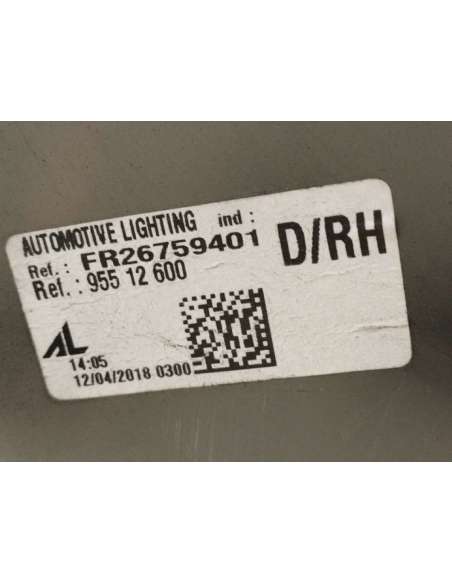 AUTOMOTIVE LIGHTING ind :
Ref. : FR26759401
D/RH
Ref. : 955 12 600
AL
14:05
12/04/2018 0300